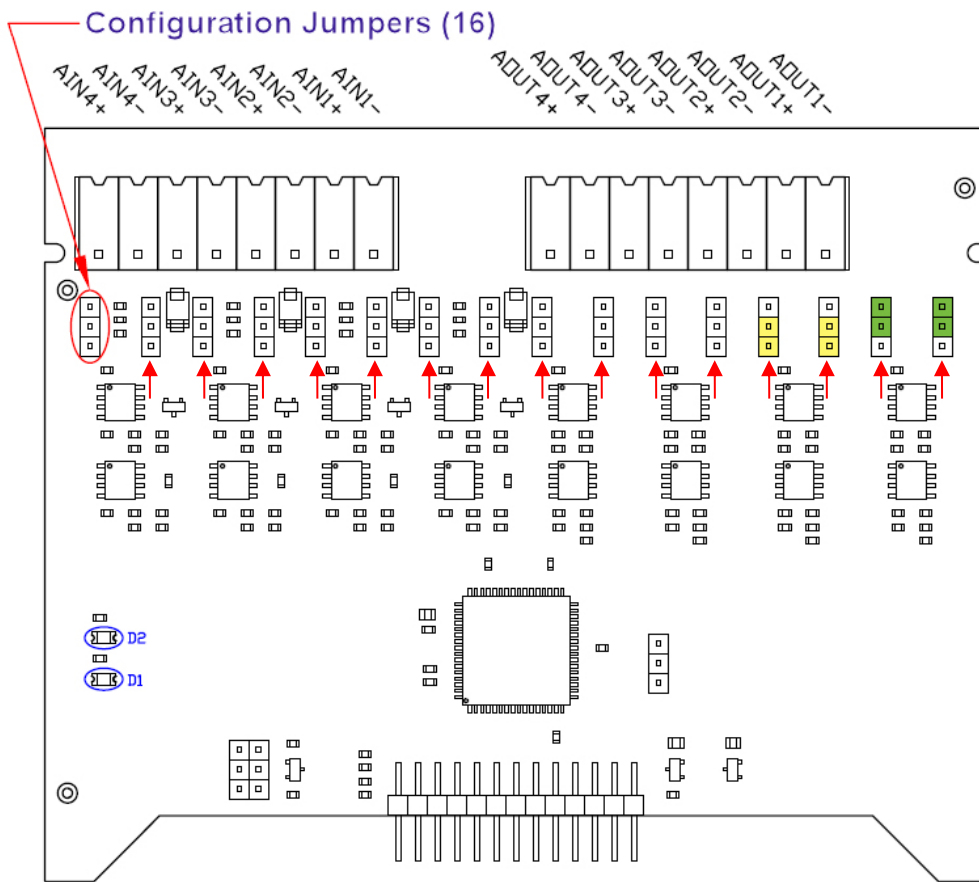 Configuration Jumpers (16)
AIN4+
AIN4-
AIN3+
AIN3-
AIN2+
AIN2-
AIN1+
AIN1-
AOUT4+
AOUT4-
AOUT3+
AOUT3-
AOUT2+
AOUT2-
AOUT1+
AOUT1-
D2
D1